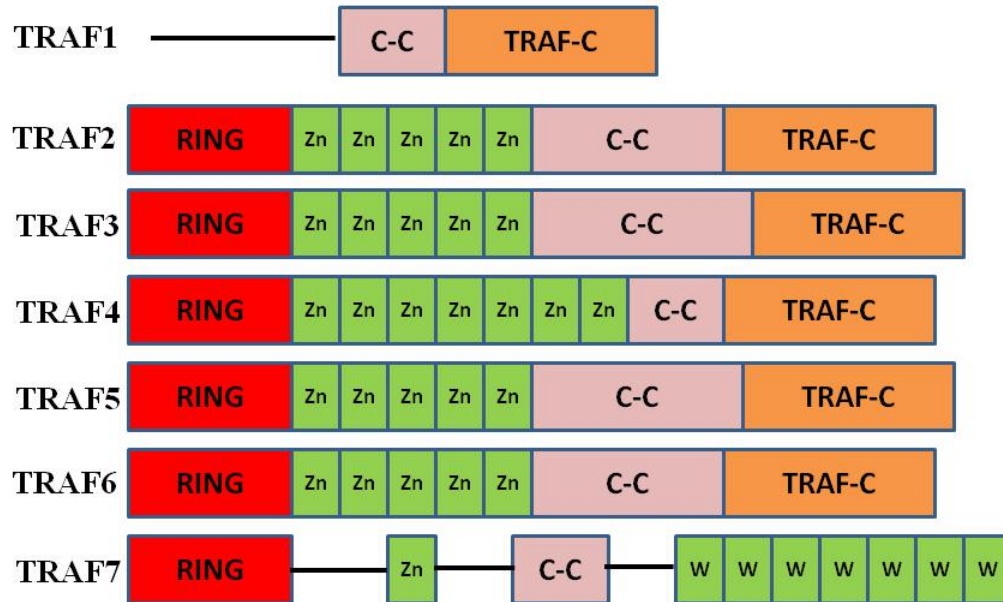 TRAF1 C-C TRAF-C
TRAF2 RING Zn Zn Zn Zn Zn C-C TRAF-C
TRAF3 RING Zn Zn Zn Zn Zn C-C TRAF-C
TRAF4 RING Zn Zn Zn Zn Zn Zn Zn C-C TRAF-C
TRAF5 RING Zn Zn Zn Zn Zn C-C TRAF-C
TRAF6 RING Zn Zn Zn Zn Zn C-C TRAF-C
TRAF7 RING Zn C-C W W W W W W W